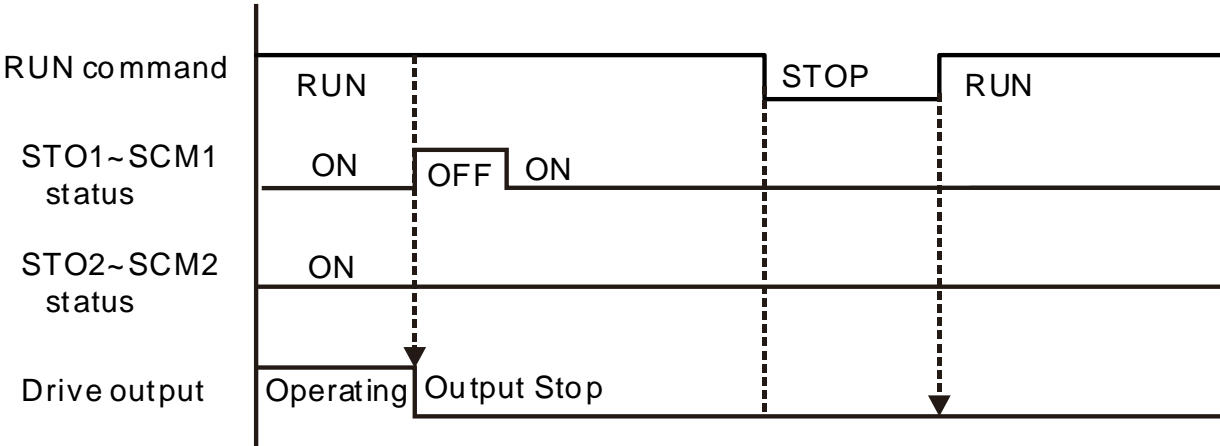 RUN command
RUN
STOP
RUN
STO1~SCM1
status
ON
OFF
ON
STO2~SCM2
status
ON
Drive output
Operating
Output Stop